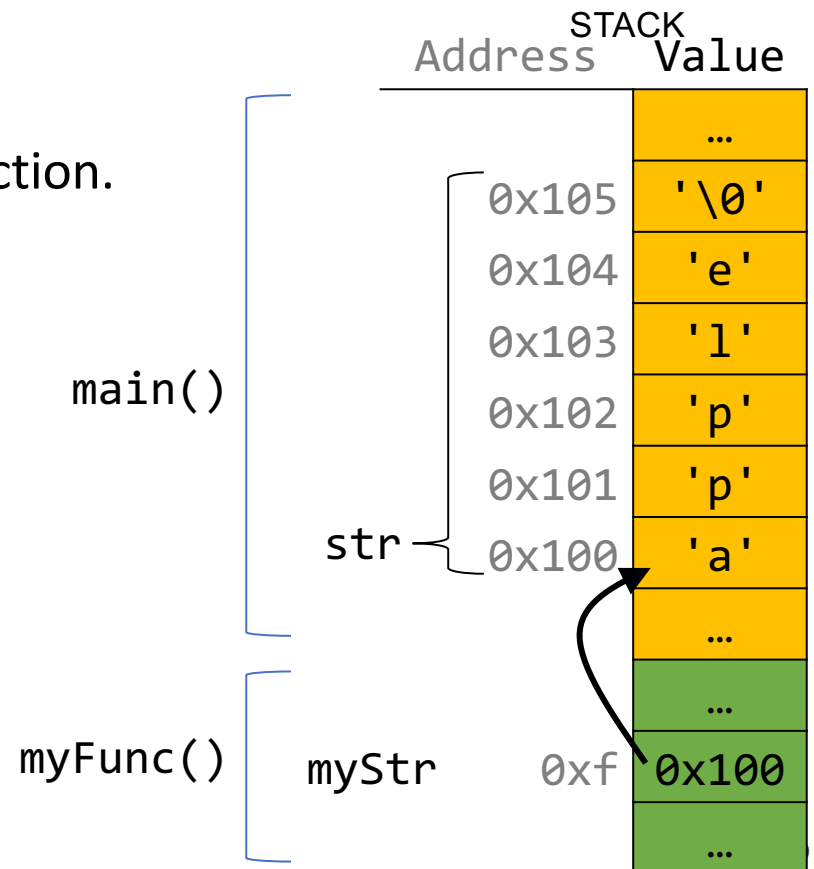 STACK
Address Value
…
ction.
0x105 '\0'
0x104 'e'
0x103 'l'
main()
0x102 'p'
0x101 'p'
str 0x100 'a'
…
…
myFunc() myStr 0xf 0x100
…